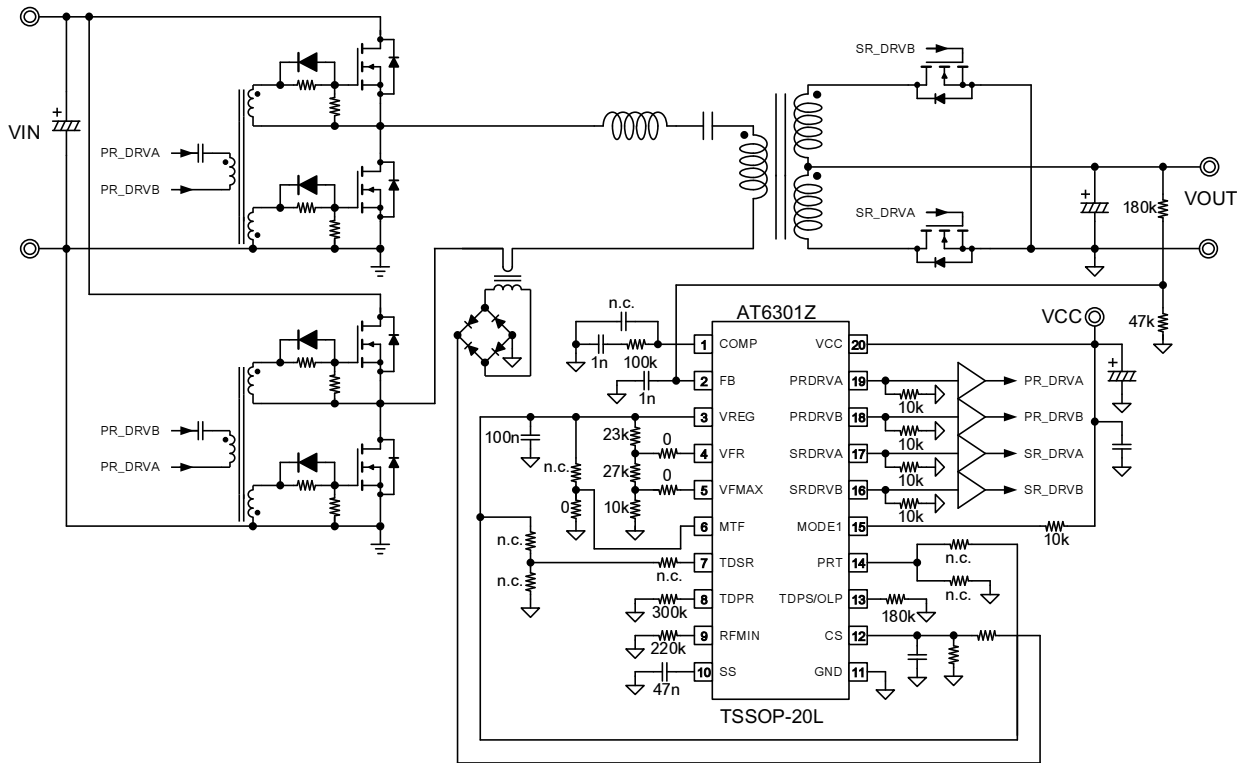 SR_DRVB
+
VIN
PR_DRVA
PR_DRVB
+
VOUT
180k
SR_DRVA
n.c.
AT6301Z
VCC
47k
1 COMP VCC 20
1n 100k
+
2 FB PRDRVA 19 PR_DRVA
1n 10k
3 VREG PRDRVB 18 PR_DRVB
100n 23k 0 10k
PR_DRVB
4 VFR SRDRVA 17 SR_DRVA
n.c. 27k 0 10k
PR_DRVA
5 VFMAX SRDRVB 16 SR_DRVB
0 10k 10k
6 MTF MODE1 15
10k
n.c. n.c.
7 TDSR PRT 14
n.c. n.c. n.c.
8 TDPR TDPS/OLP 13
300k 180k
9 RFMIN CS 12
220k
10 SS GND 11
47n
TSSOP-20L